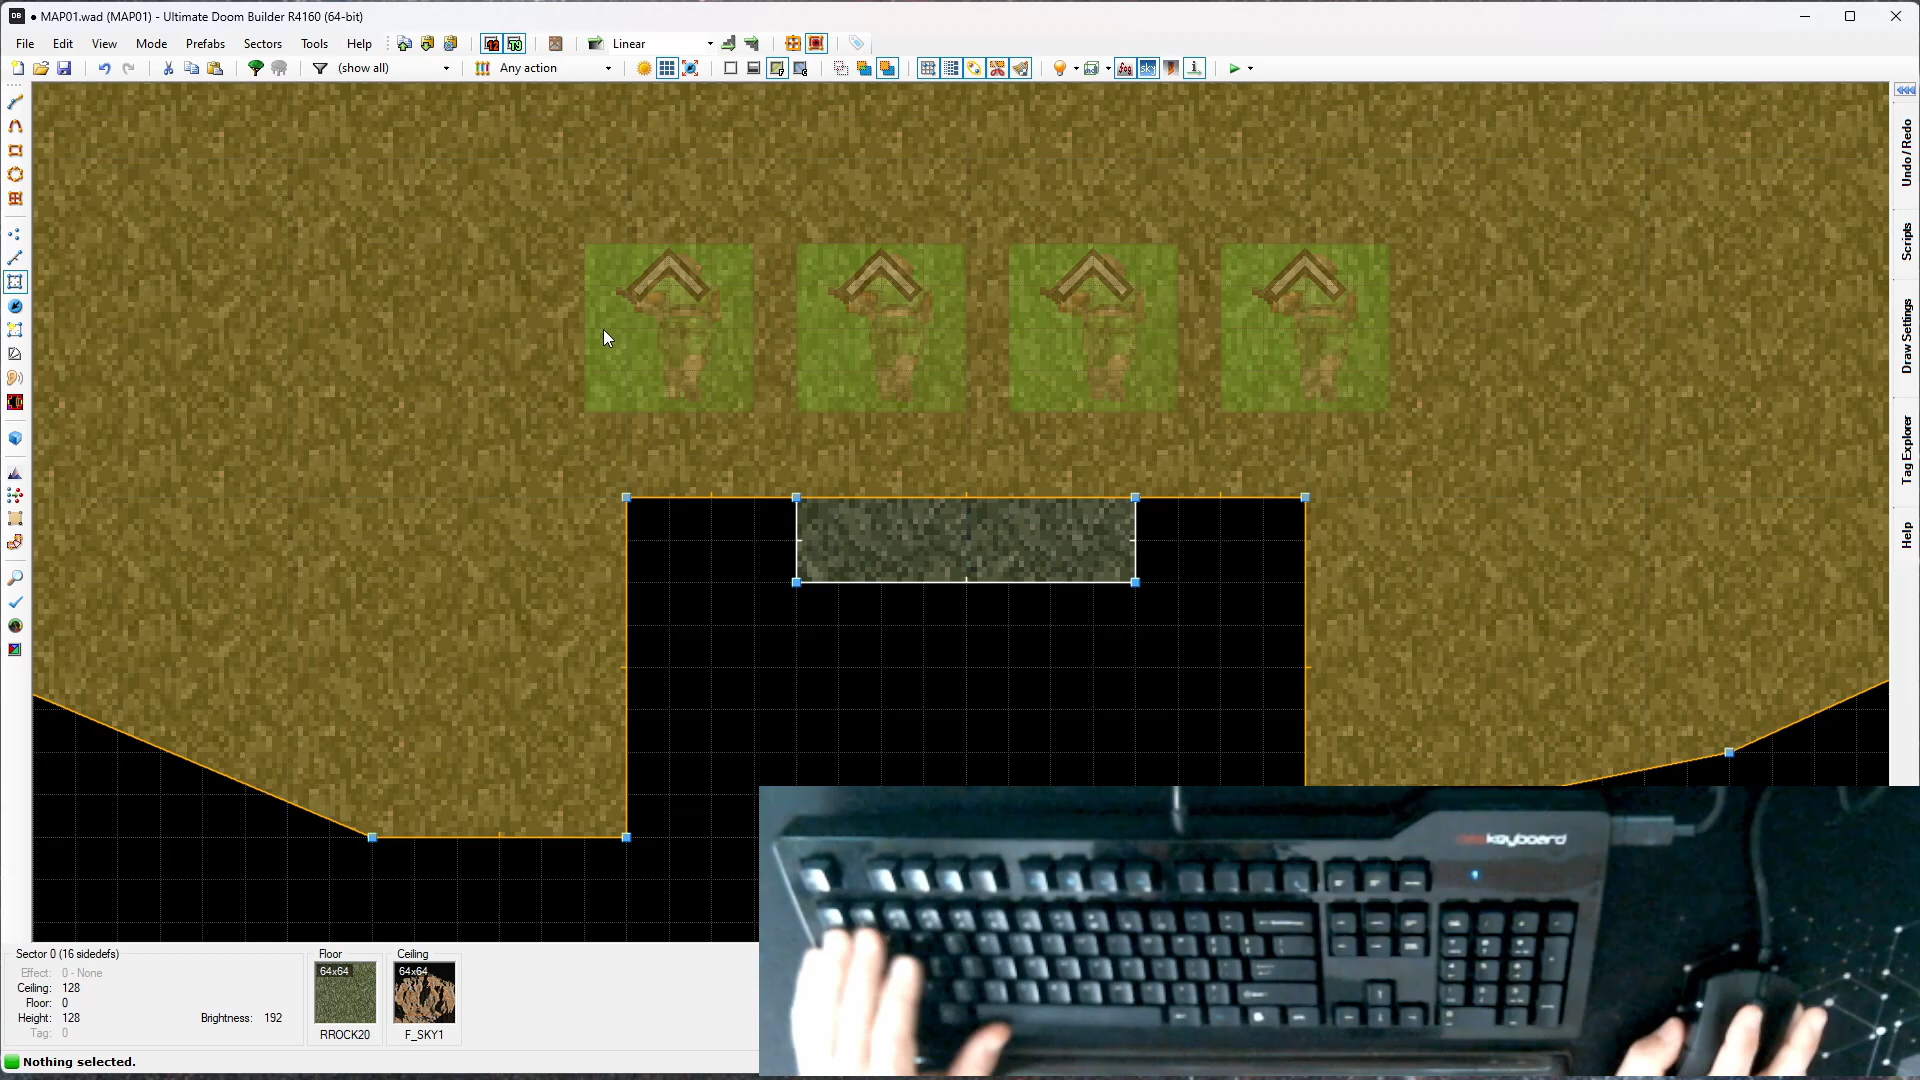 DB
● MAP01.wad (MAP01) - Ultimate Doom Builder R4160 (64-bit)
File Edit View Mode Prefabs Sectors Tools Help
Linear
(show all)
Any action
Undo / Redo
Scripts
Draw Settings
Tag Explorer
Help
Sector 0 (16 sidedefs)
Effect: 0 - None
Ceiling: 128
Floor: 0
Height: 128
Brightness: 192
Tag: 0
Floor
64x64
RROCK20
Ceiling
64x64
F_SKY1
Nothing selected.
daskeyboard